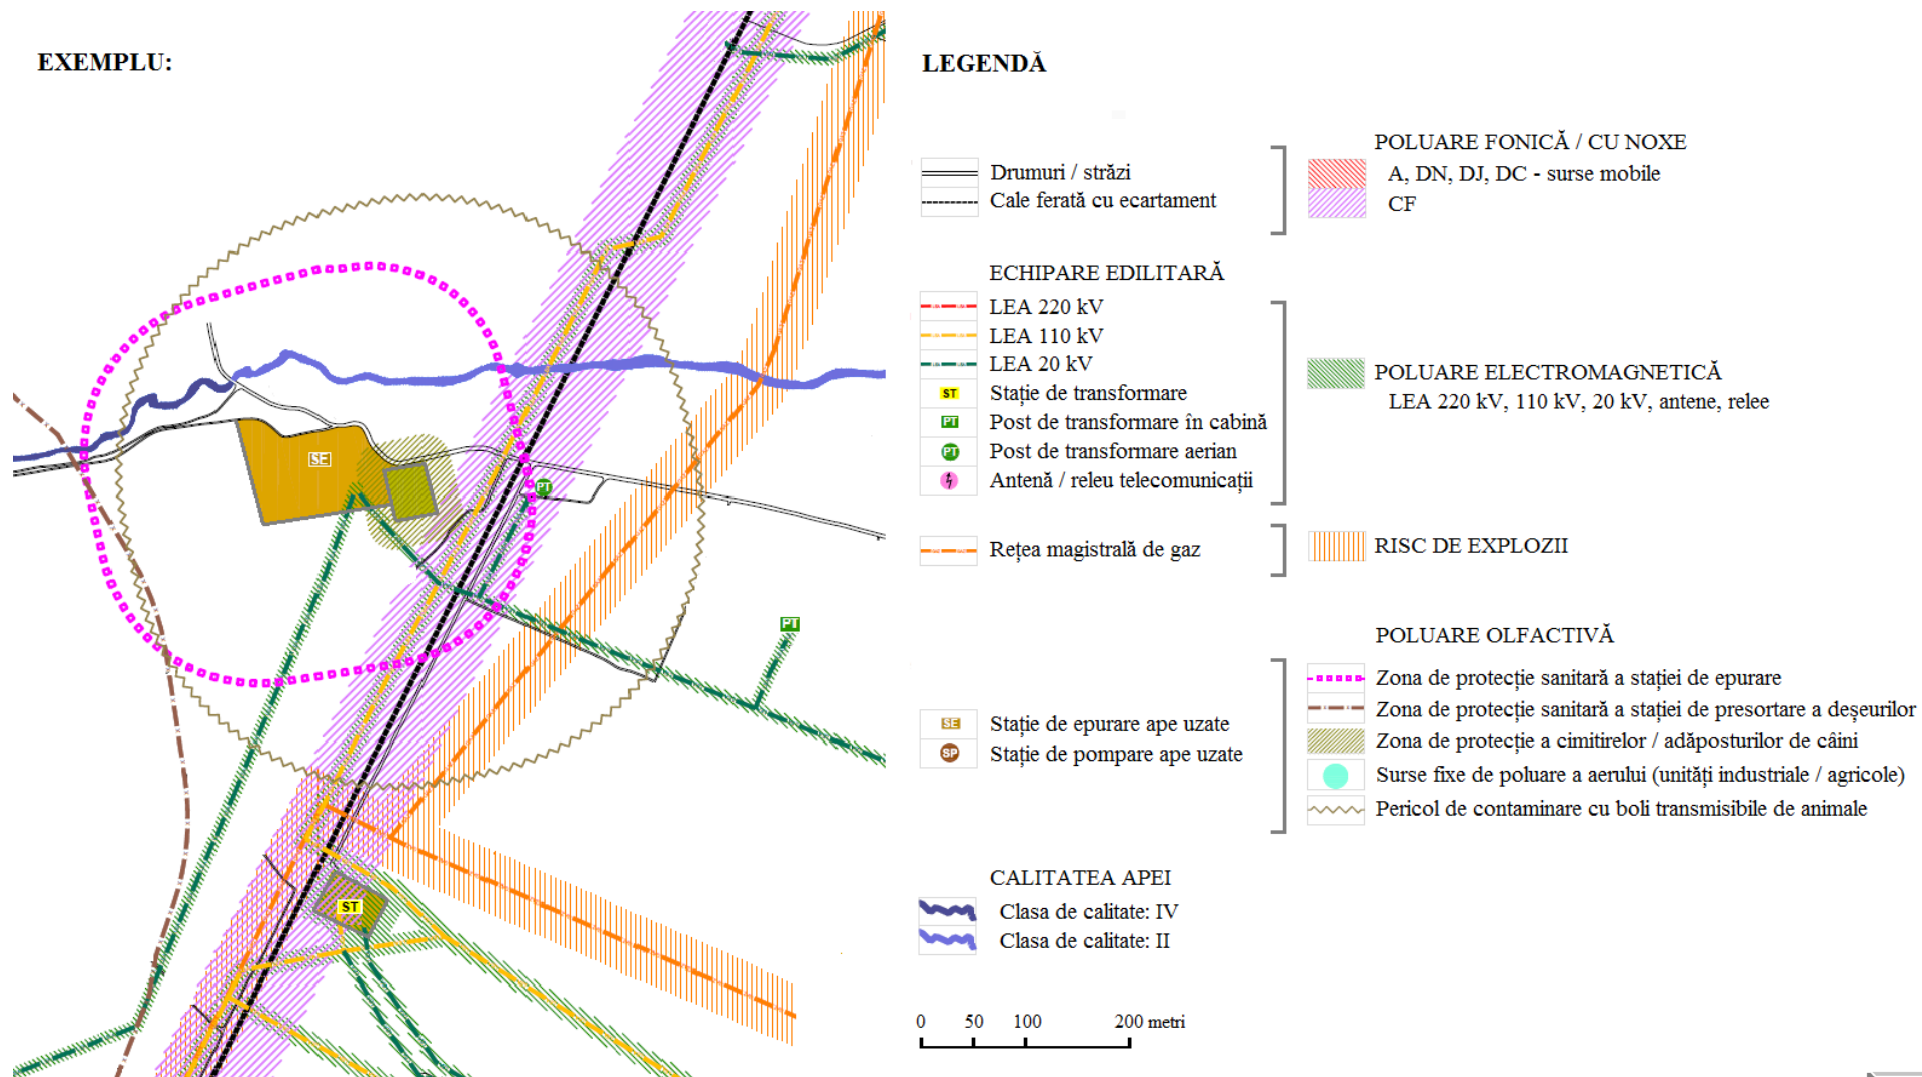 EXEMPLU:
SE
PT
PT
ST
LEGENDĂ
Drumuri / străzi
Cale ferată cu ecartament
POLUARE FONICĂ / CU NOXE
A, DN, DJ, DC - surse mobile
CF
ECHIPARE EDILITARĂ
LEA 220 kV
LEA 110 kV
LEA 20 kV
ST Stație de transformare
PT Post de transformare în cabină
PT Post de transformare aerian
Antenă / releu telecomunicații
POLUARE ELECTROMAGNETICĂ
LEA 220 kV, 110 kV, 20 kV, antene, relee
Rețea magistrală de gaz
RISC DE EXPLOZII
SE Stație de epurare ape uzate
SP Stație de pompare ape uzate
POLUARE OLFACTIVĂ
Zona de protecție sanitară a stației de epurare
Zona de protecție sanitară a stației de presortare a deșeurilor
Zona de protecție a cimitirelor / adăposturilor de câini
Surse fixe de poluare a aerului (unități industriale / agricole)
Pericol de contaminare cu boli transmisibile de animale
CALITATEA APEI
Clasa de calitate: IV
Clasa de calitate: II
0 50 100 200 metri